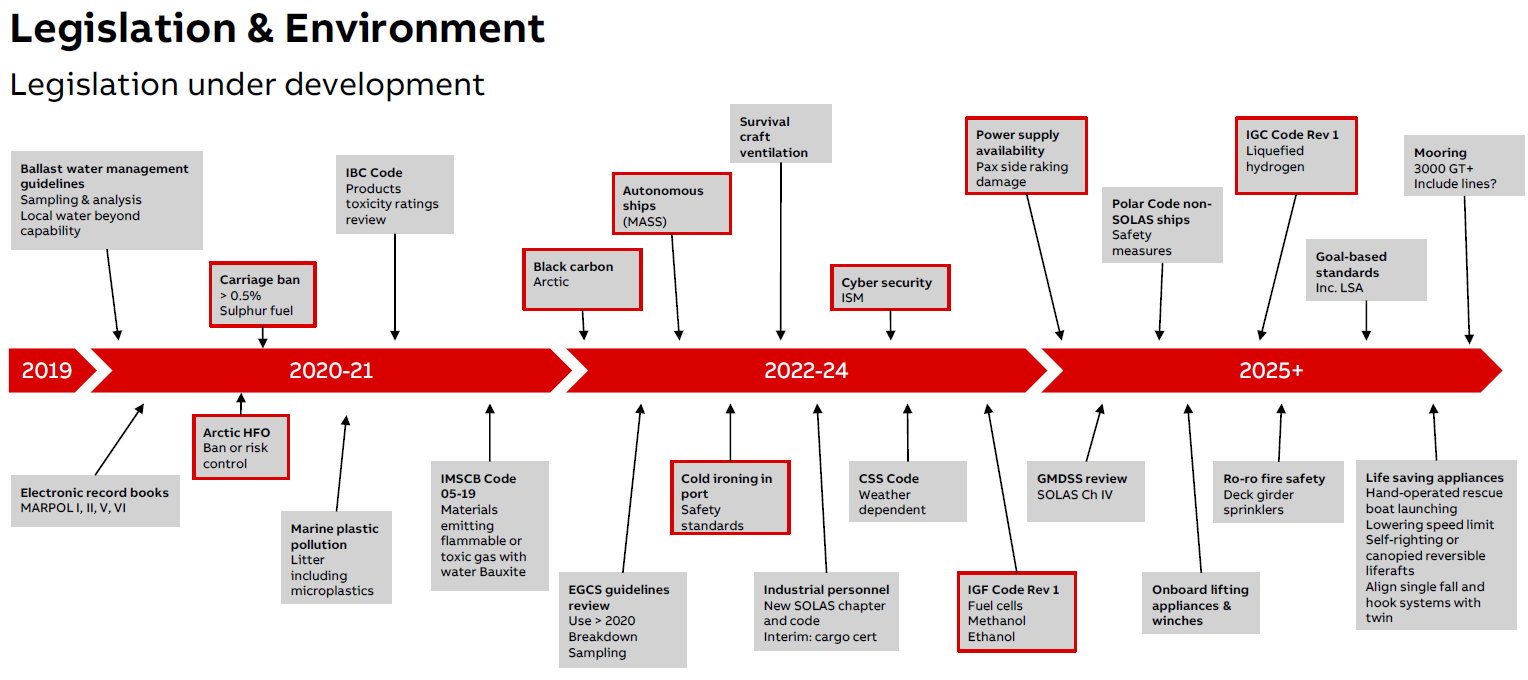 Legislation & Environment
Legislation under development
Ballast water management
guidelines
Sampling & analysis
Local water beyond
capability
Carriage ban
> 0.5%
Sulphur fuel
IBC Code
Products
toxicity ratings
review
Black carbon
Arctic
Autonomous
ships
(MASS)
Survival
craft
ventilation
Cyber security
ISM
Power supply
availability
Pax side raking
damage
Polar Code non-
SOLAS ships
Safety
measures
IGC Code Rev 1
Liquefied
hydrogen
Goal-based
standards
Inc. LSA
Mooring
3000 GT+
Include lines?
2019
2020-21
2022-24
2025+
Electronic record books
MARPOL I, II, V, VI
Arctic HFO
Ban or risk
control
Marine plastic
pollution
Litter
including
microplastics
IMSCB Code
05-19
Materials
emitting
flammable or
toxic gas with
water Bauxite
EGCS guidelines
review
Use > 2020
Breakdown
Sampling
Cold ironing in
port
Safety
standards
Industrial personnel
New SOLAS chapter
and code
Interim: cargo cert
CSS Code
Weather
dependent
IGF Code Rev 1
Fuel cells
Methanol
Ethanol
GMDSS review
SOLAS Ch IV
Onboard lifting
appliances &
winches
Ro-ro fire safety
Deck girder
sprinklers
Life saving appliances
Hand-operated rescue
boat launching
Lowering speed limit
Self-righting or
canopied reversible
liferafts
Align single fall and
hook systems with
twin